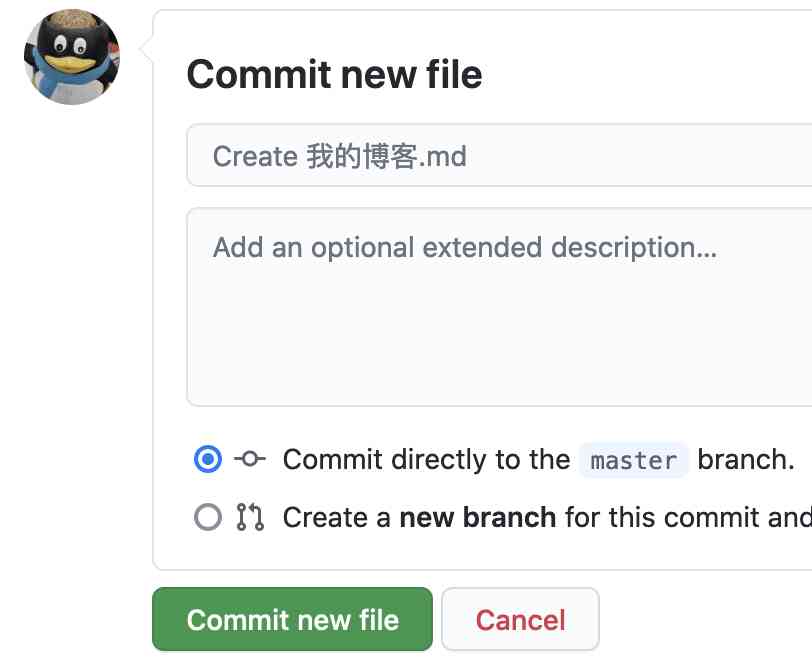 Commit new file
Create 我的博客.md
Add an optional extended description...
Commit directly to the master branch.
Create a new branch for this commit and
Commit new file
Cancel